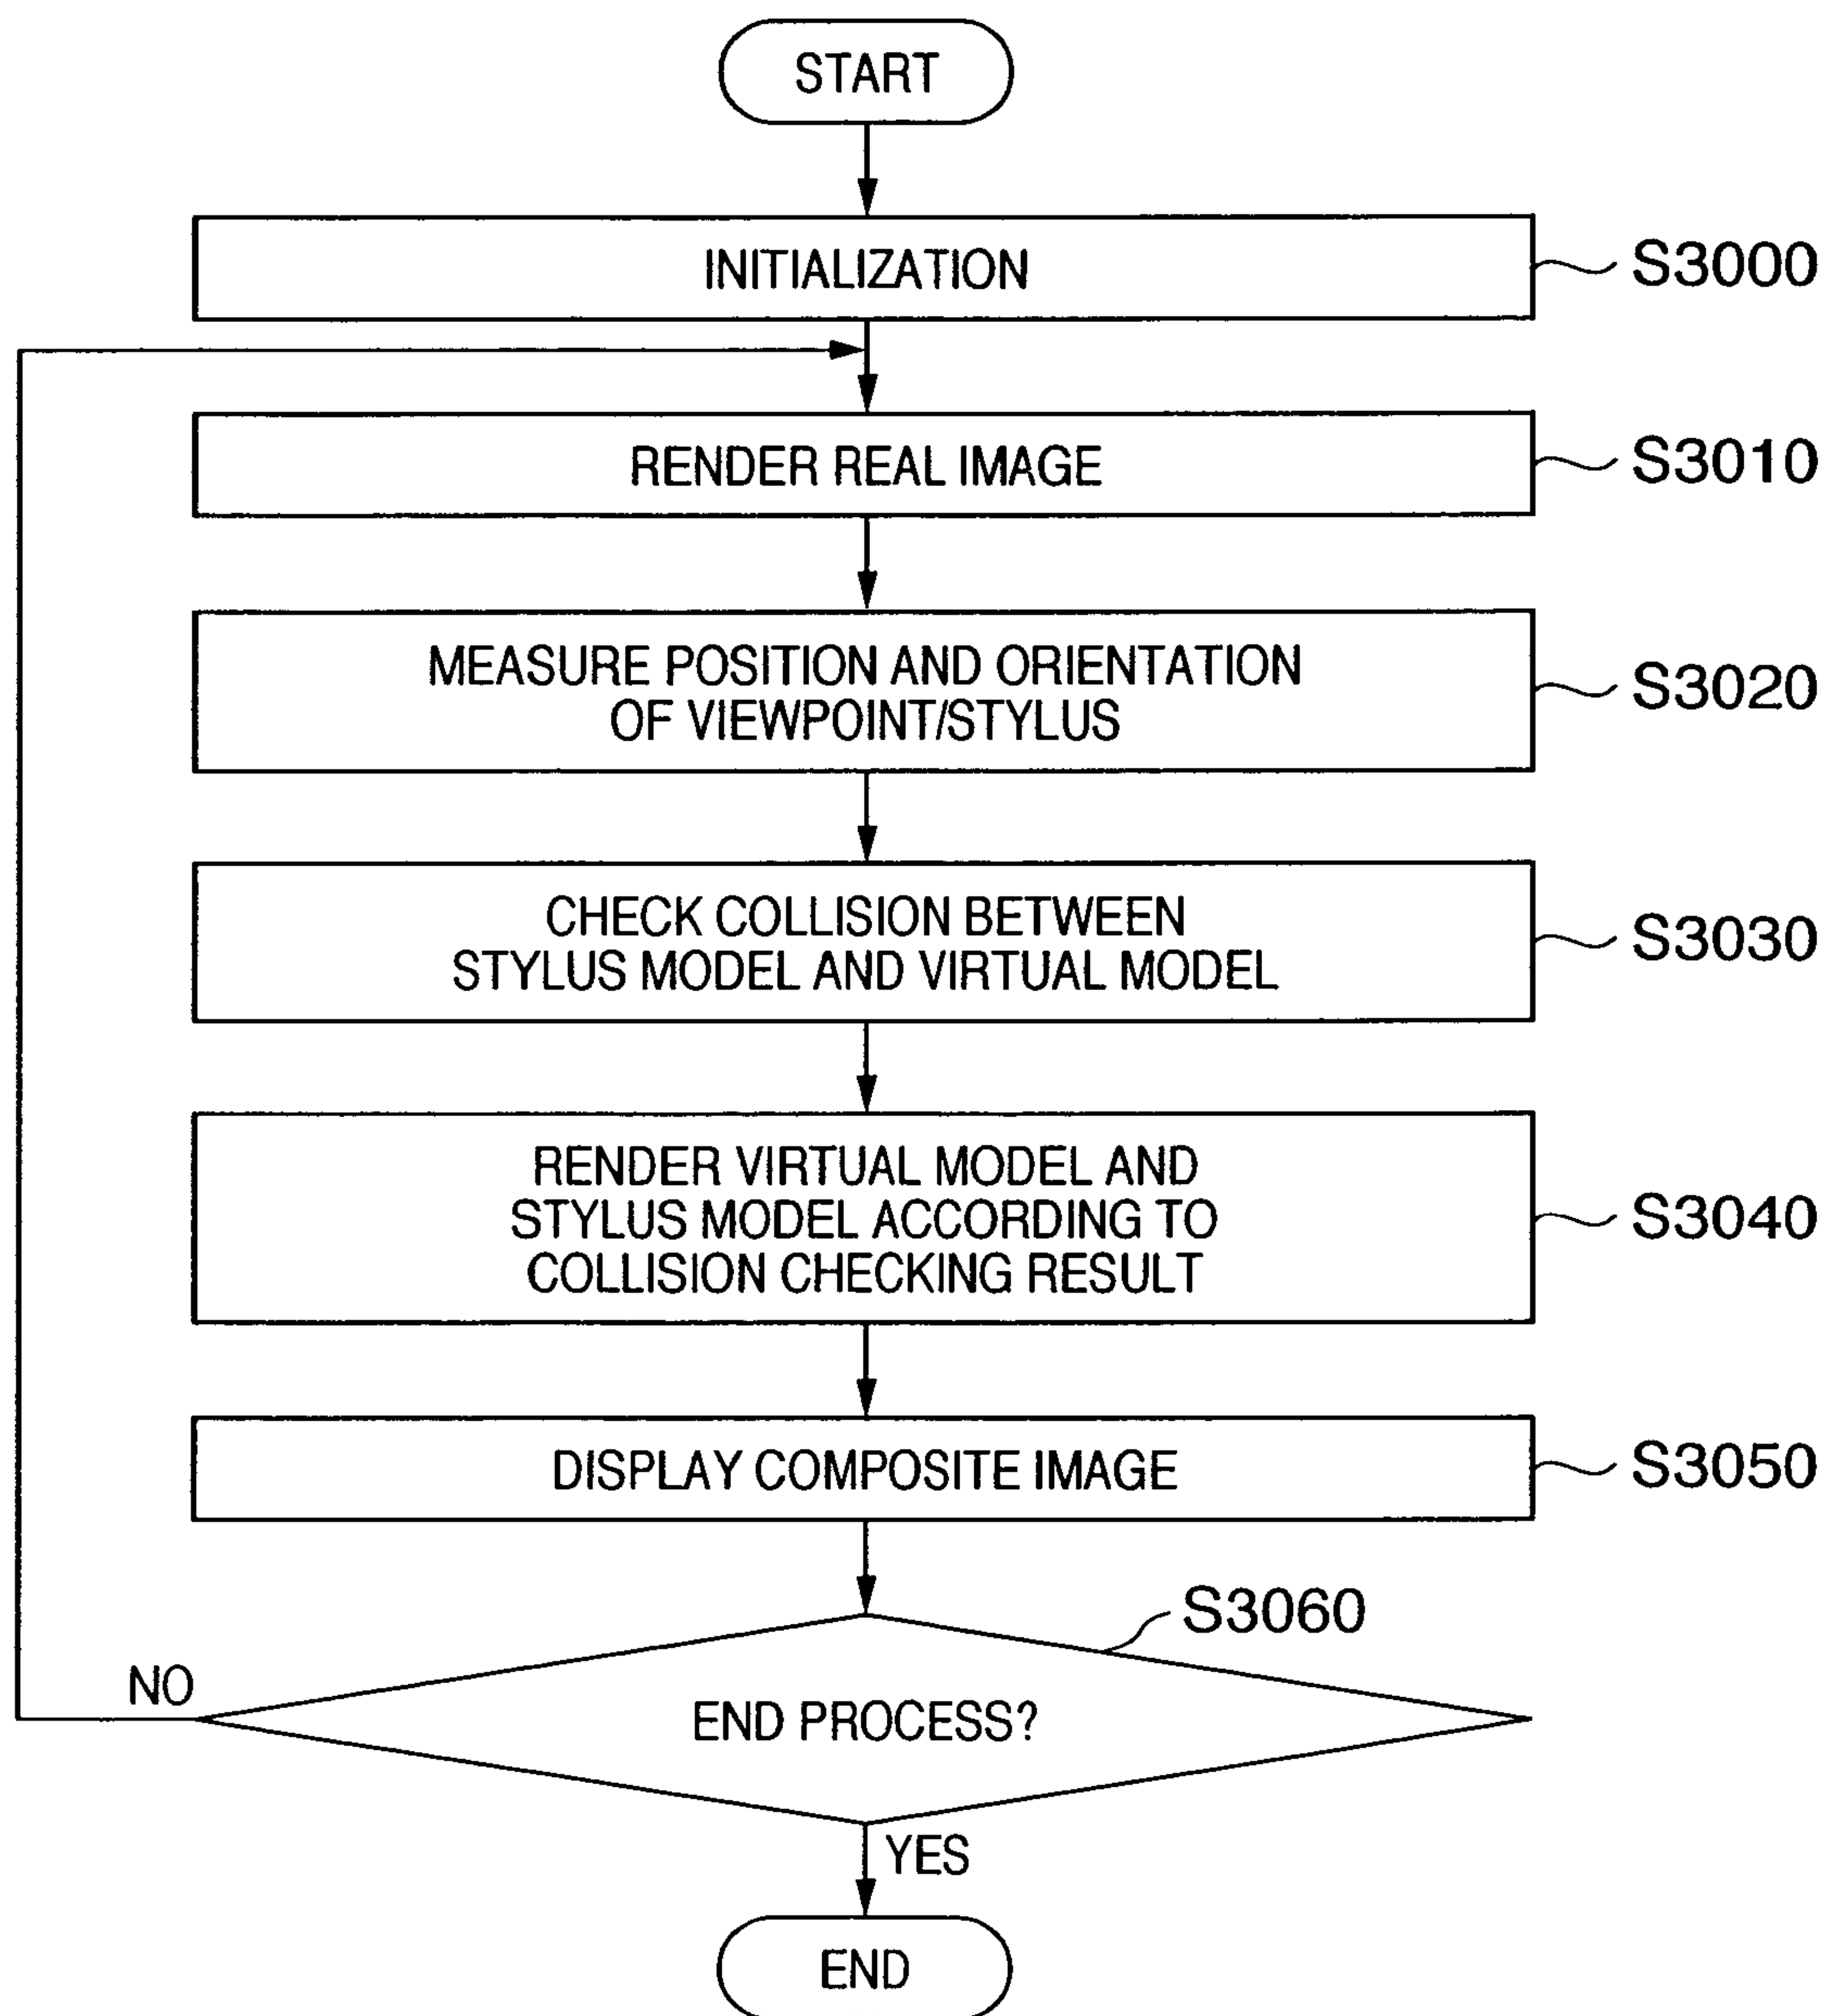 START
INITIALIZATION
S3000
RENDER REAL IMAGE
S3010
MEASURE POSITION AND ORIENTATION
OF VIEWPOINT/STYLUS
S3020
CHECK COLLISION BETWEEN
STYLUS MODEL AND VIRTUAL MODEL
S3030
RENDER VIRTUAL MODEL AND
STYLUS MODEL ACCORDING TO
COLLISION CHECKING RESULT
S3040
DISPLAY COMPOSITE IMAGE
S3050
S3060
NO
END PROCESS?
YES
END